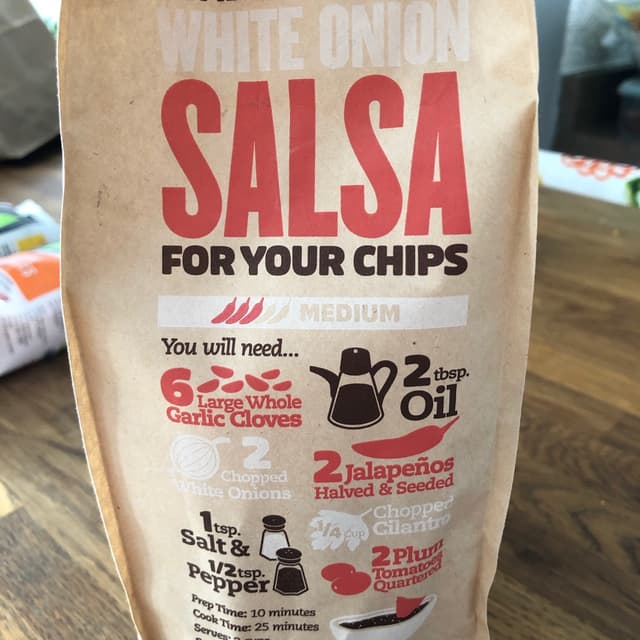 WHITE ONION
SALSA
FOR YOUR CHIPS
MEDIUM
You will need...
6 Large Whole
Garlic Cloves
2 tbsp.
Oil
2 Chopped
White Onions
2 Jalapeños
Halved & Seeded
1 tsp.
Salt &
1/2 tsp.
Pepper
1/4 Cup
Chopped
Cilantro
2 Plum
Tomatoes
Quartered
Prep Time: 10 minutes
Cook Time: 25 minutes
Serves: